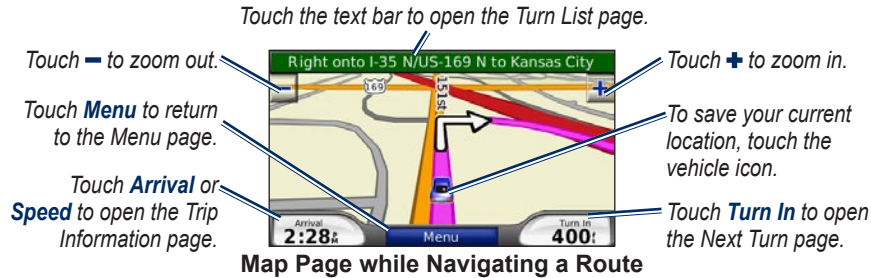 Touch the text bar to open the Turn List page.
Touch – to zoom out.
Right onto I-35 N/US-169 N to Kansas City
Touch + to zoom in.
–
+
169
151st
Touch Menu to return
to the Menu page.
To save your current
location, touch the
vehicle icon.
Touch Arrival or
Speed to open the Trip
Information page.
Arrival
2:28
Menu
Turn In
400
Touch Turn In to open
the Next Turn page.
Map Page while Navigating a Route